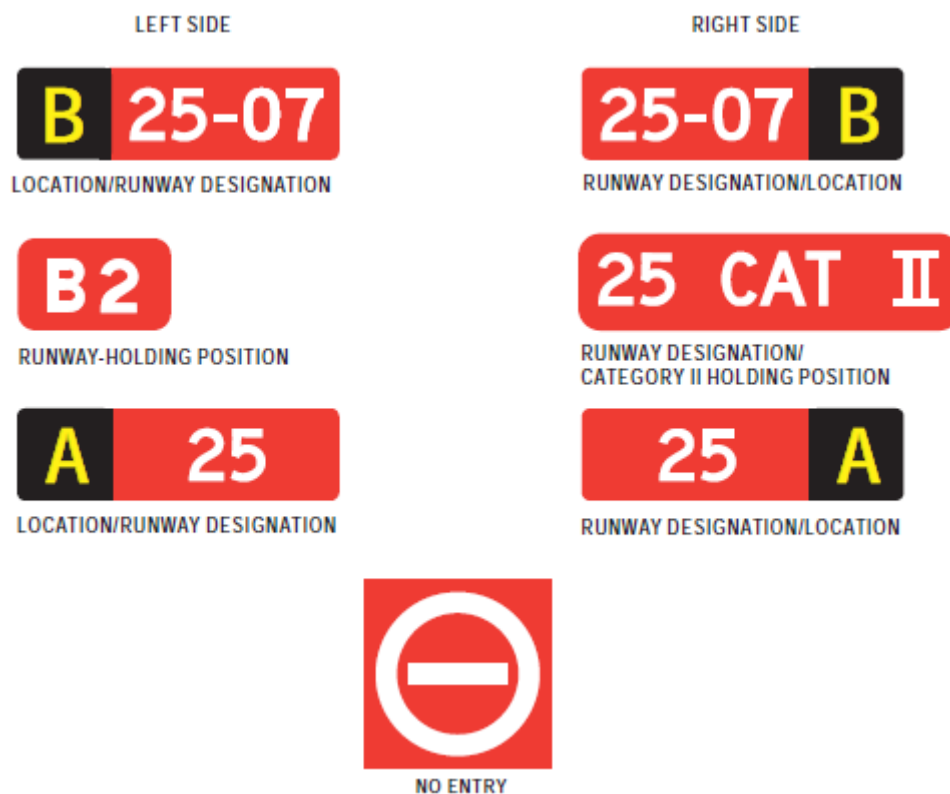 LEFT SIDE
RIGHT SIDE
B 25-07
25-07 B
LOCATION/RUNWAY DESIGNATION
RUNWAY DESIGNATION/LOCATION
B2
25 CAT II
RUNWAY-HOLDING POSITION
RUNWAY DESIGNATION/
CATEGORY II HOLDING POSITION
A 25
25 A
LOCATION/RUNWAY DESIGNATION
RUNWAY DESIGNATION/LOCATION
NO ENTRY